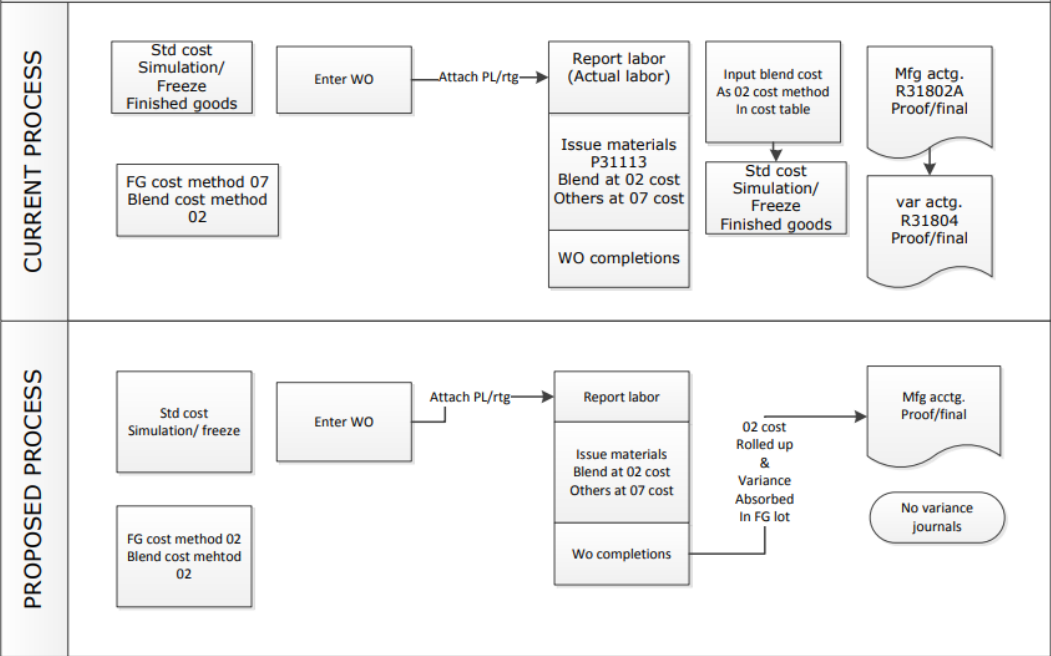 CURRENT PROCESS
Std cost
Simulation/
Freeze
Finished goods
FG cost method 07
Blend cost method
02
Enter WO
Attach PL/rtg
Report labor
(Actual labor)
Issue materials
P31113
Blend at 02 cost
Others at 07 cost
WO completions
Input blend cost
As 02 cost method
In cost table
Std cost
Simulation/
Freeze
Finished goods
Mfg actg.
R31802A
Proof/final
var actg.
R31804
Proof/final
PROPOSED PROCESS
Std cost
Simulation/ freeze
FG cost method 02
Blend cost mehtod
02
Enter WO
Attach PL/rtg
Report labor
Issue materials
Blend at 02 cost
Others at 07 cost
Wo completions
02 cost
Rolled up
&
Variance
Absorbed
In FG lot
Mfg acctg.
Proof/final
No variance
journals